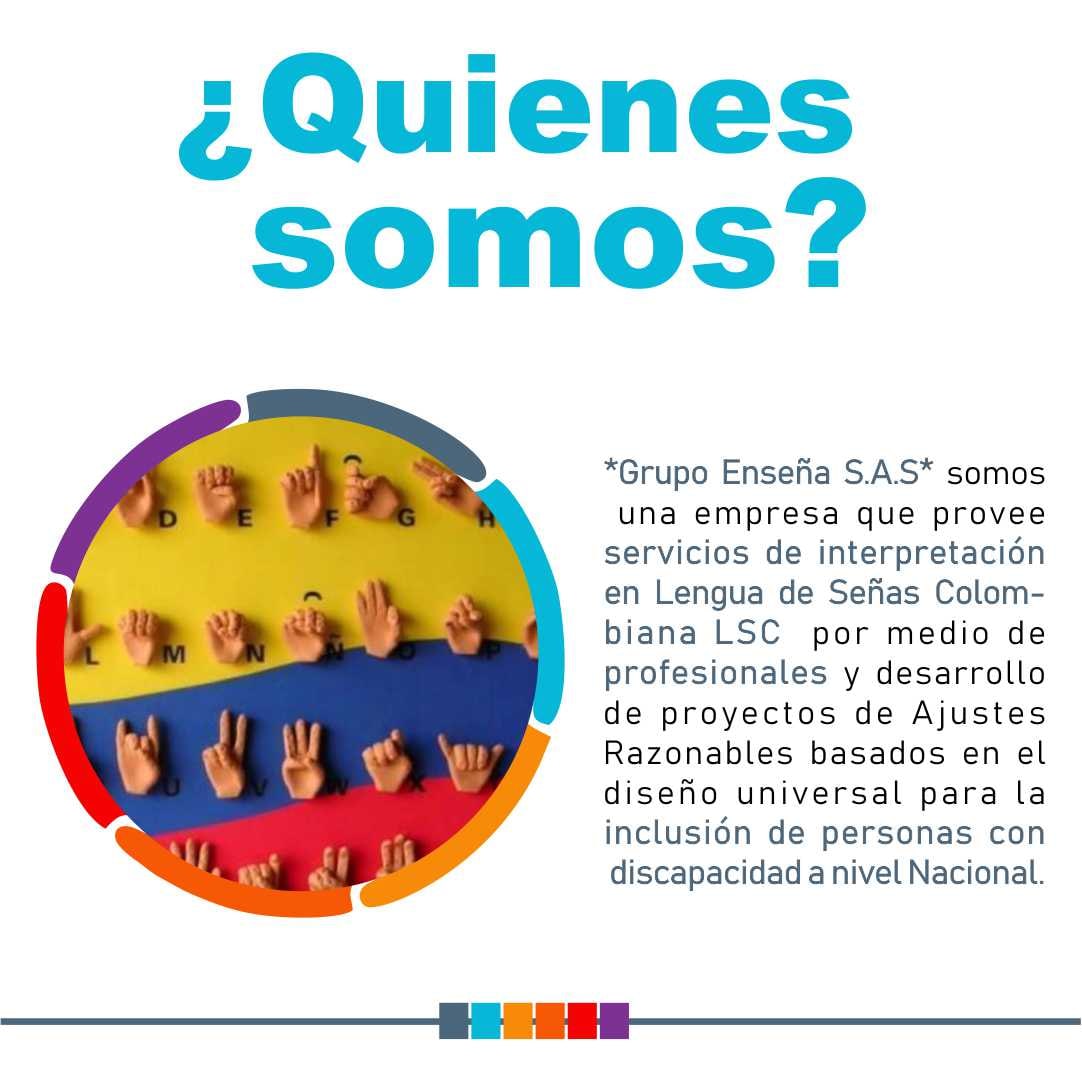 ¿Quienes
somos?
D E F G H
L M N Ñ O P
U V W X
*Grupo Enseña S.A.S* somos
una empresa que provee
servicios de interpretación
en Lengua de Señas Colom-
biana LSC por medio de
profesionales y desarrollo
de proyectos de Ajustes
Razonables basados en el
diseño universal para la
inclusión de personas con
discapacidad a nivel Nacional.